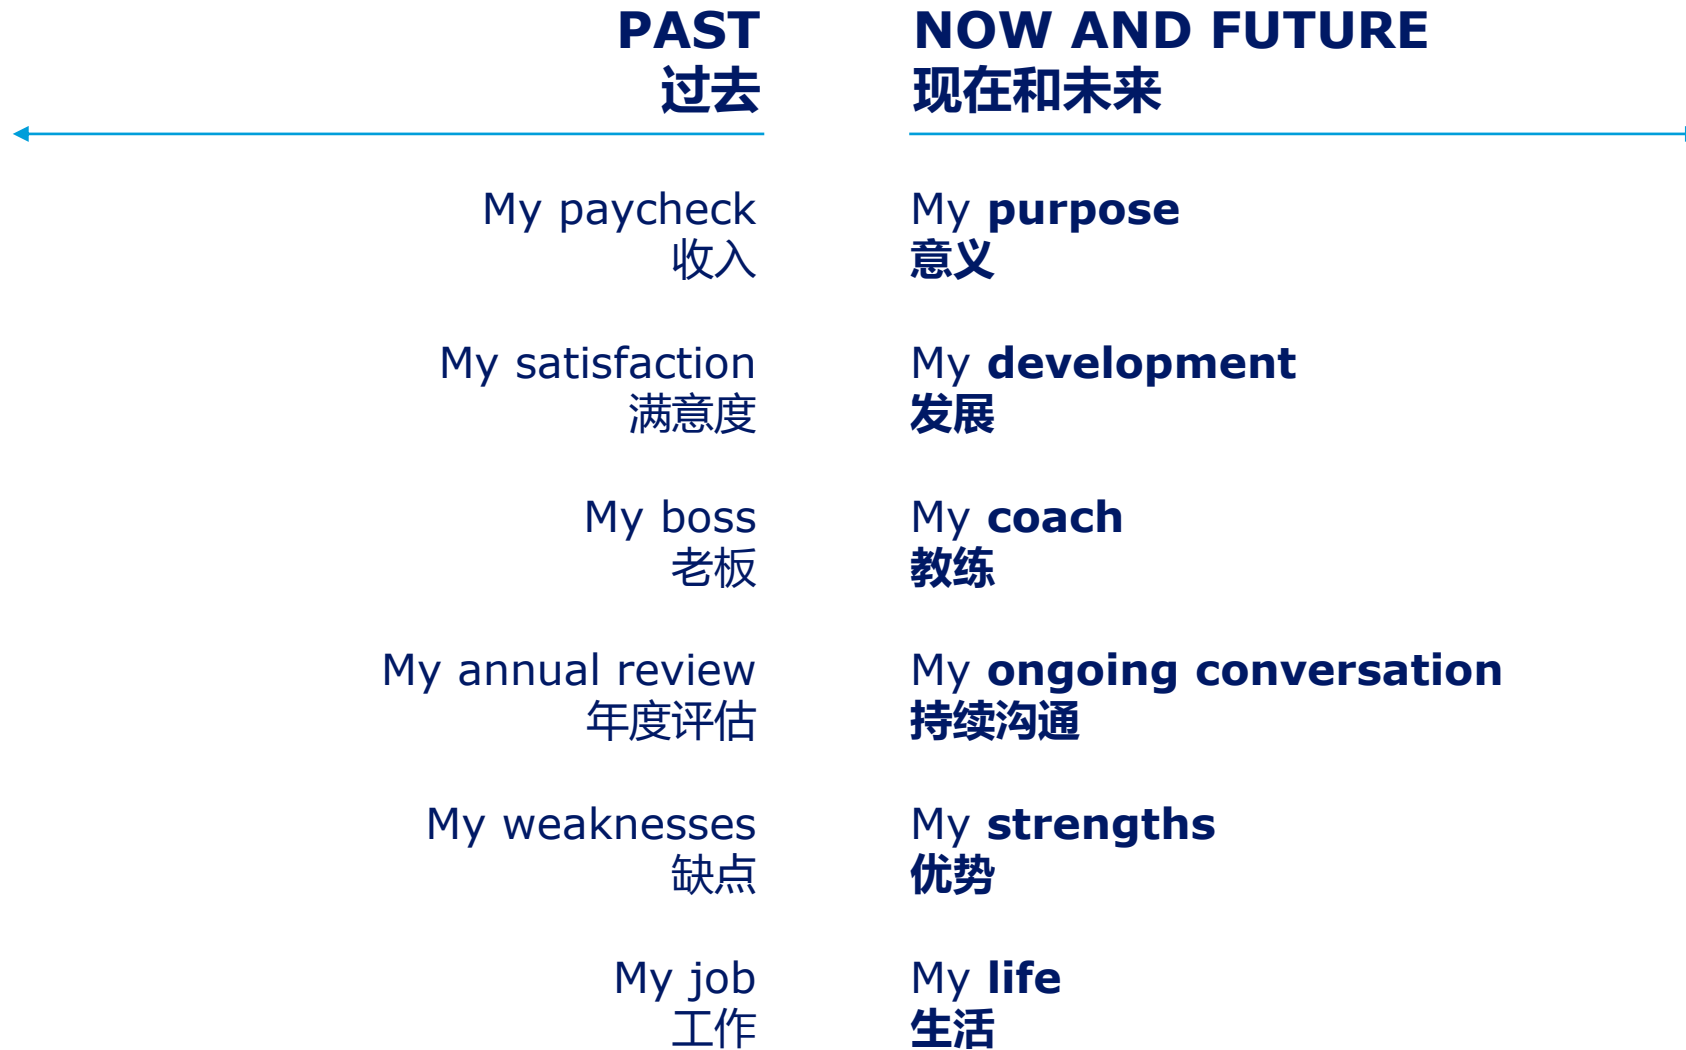 PAST
过去
NOW AND FUTURE
现在和未来
My paycheck
收入
My purpose
意义
My satisfaction
满意度
My development
发展
My boss
老板
My coach
教练
My annual review
年度评估
My ongoing conversation
持续沟通
My weaknesses
缺点
My strengths
优势
My job
工作
My life
生活